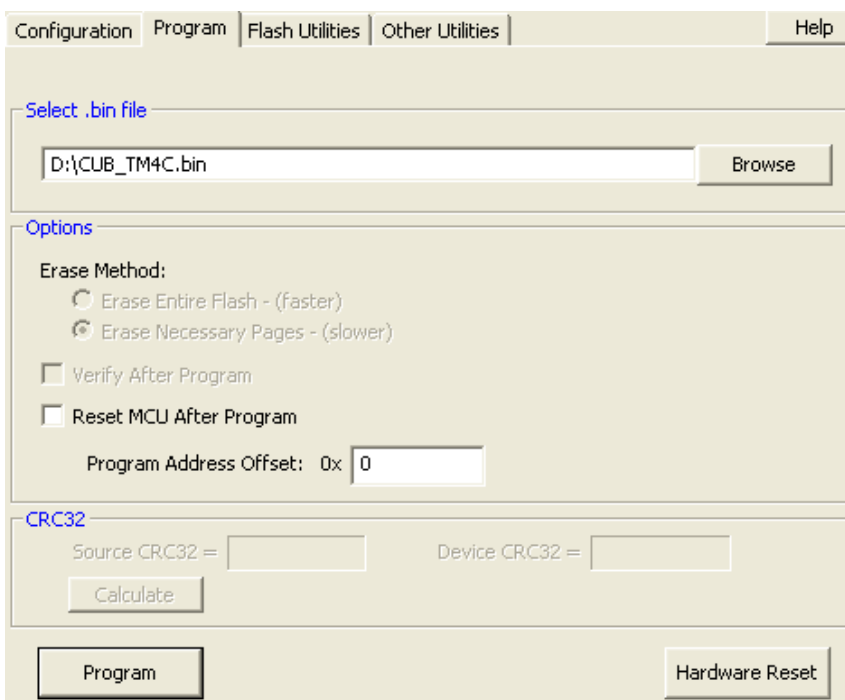 Configuration Program Flash Utilities Other Utilities Help
Select .bin file
D:\CUB_TM4C.bin Browse
Options
Erase Method:
Erase Entire Flash - (faster)
Erase Necessary Pages - (slower)
Verify After Program
Reset MCU After Program
Program Address Offset: 0x 0
CRC32
Source CRC32 = Device CRC32 =
Calculate
Program Hardware Reset